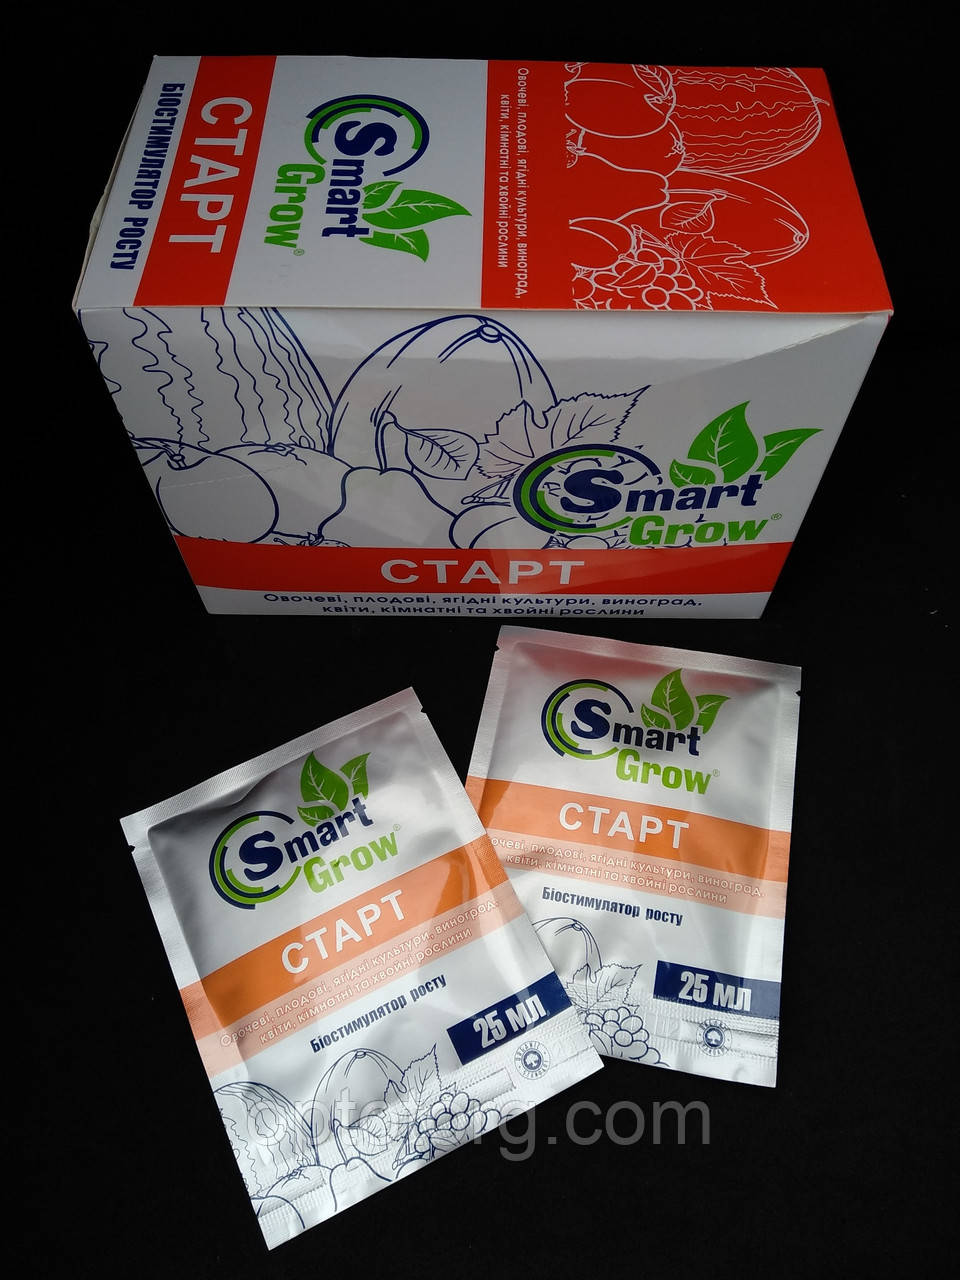 БІОСТИМУЛЯТОР РОСТУ
СТАРТ
Smart
Grow®
Овочеві, плодові, ягідні культури, виноград,
квіти, кімнатні та хвойні рослини
Smart
Grow®
СТАРТ
Овочеві, плодові, ягідні культури, виноград,
квіти, кімнатні та хвойні рослини
Smart
Grow®
СТАРТ
Овочеві, плодові, ягідні культури, виноград,
квіти, кімнатні та хвойні рослини
Біостимулятор росту
25 мл
Smart
Grow®
СТАРТ
Овочеві, плодові, ягідні культури, виноград,
квіти, кімнатні та хвойні рослини
Біостимулятор росту
25 мл
ORGANIC
STANDARD